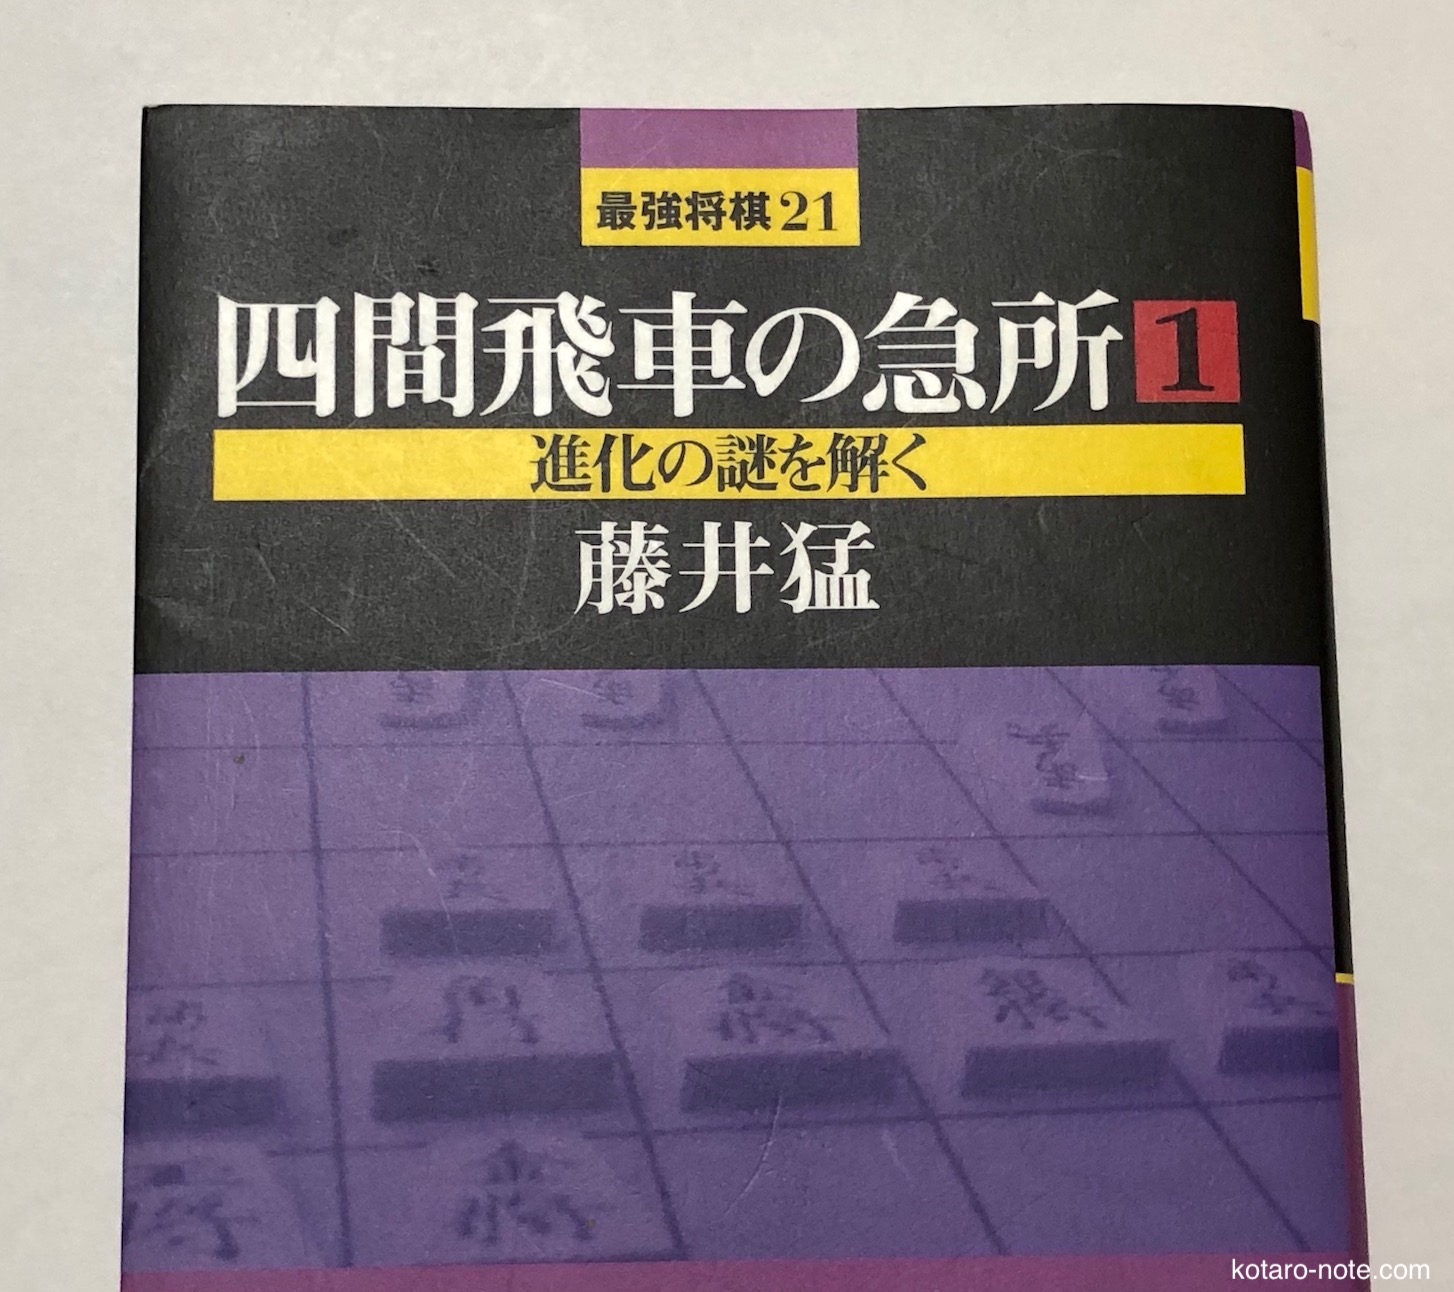 最強将棋21
四間飛車の急所1
進化の謎を解く
藤井猛
kotaro-note.com